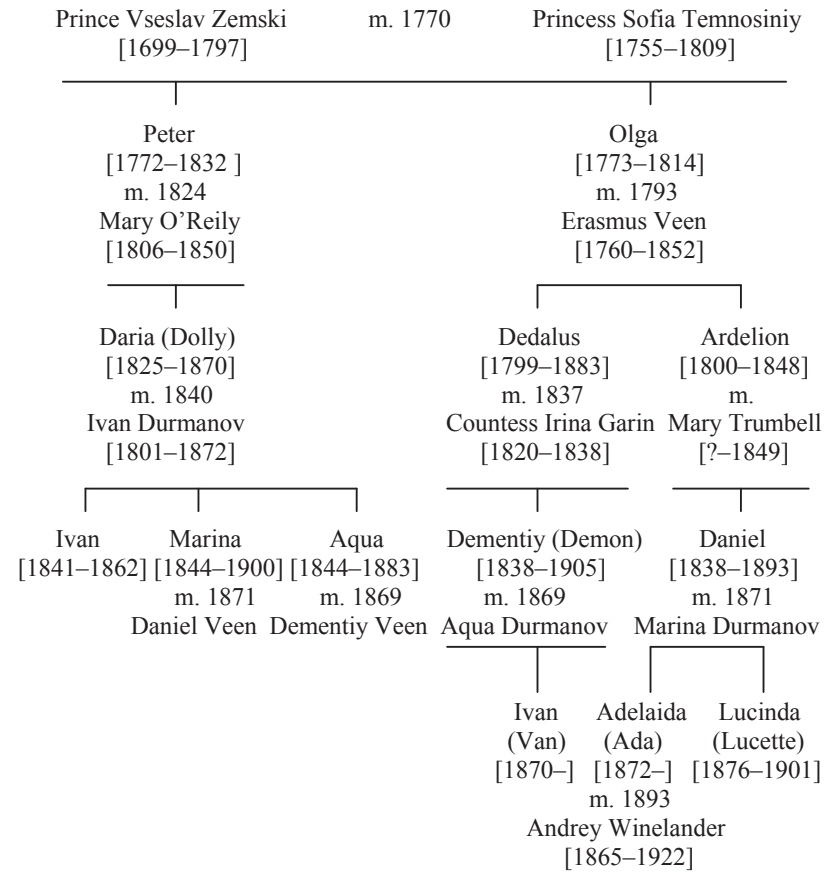 Prince Vseslav Zemski m. 1770 Princess Sofia Temnosiniy
[1699–1797] [1755–1809]
Peter Olga
[1772–1832 ] [1773–1814]
m. 1824 m. 1793
Mary O’Reily Erasmus Veen
[1806–1850] [1760–1852]
Daria (Dolly) Dedalus Ardelion
[1825–1870] [1799–1883] [1800–1848]
m. 1840 m. 1837 m.
Ivan Durmanov Countess Irina Garin Mary Trumbell
[1801–1872] [1820–1838] [?–1849]
Ivan Marina Aqua Dementiy (Demon) Daniel
[1841–1862] [1844–1900] [1844–1883] [1838–1905] [1838–1893]
m. 1871 m. 1869 m. 1869 m. 1871
Daniel Veen Dementiy Veen Aqua Durmanov Marina Durmanov
Ivan Adelaida Lucinda
(Van) (Ada) (Lucette)
[1870–] [1872–] [1876–1901]
m. 1893
Andrey Winelander
[1865–1922]